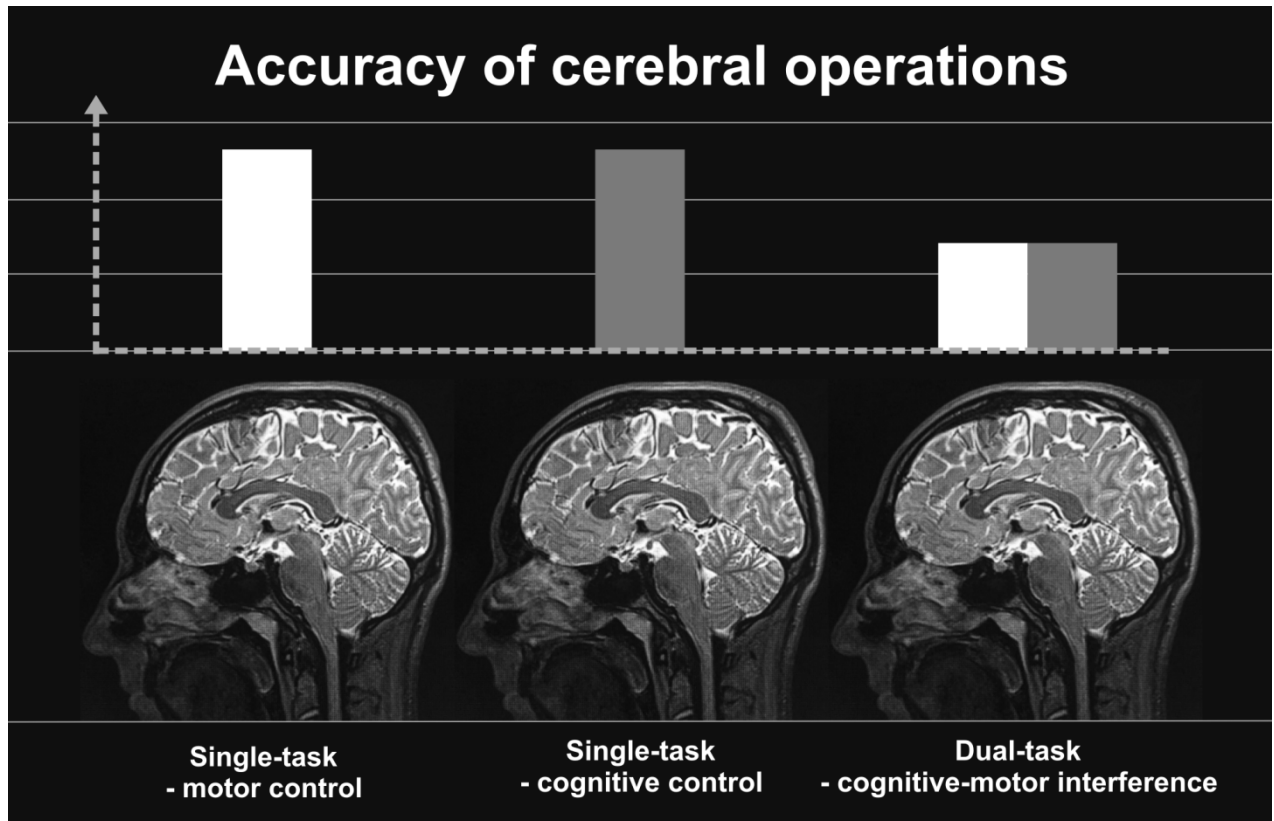 Accuracy of cerebral operations
Single-task
- motor control
Single-task
- cognitive control
Dual-task
- cognitive-motor interference